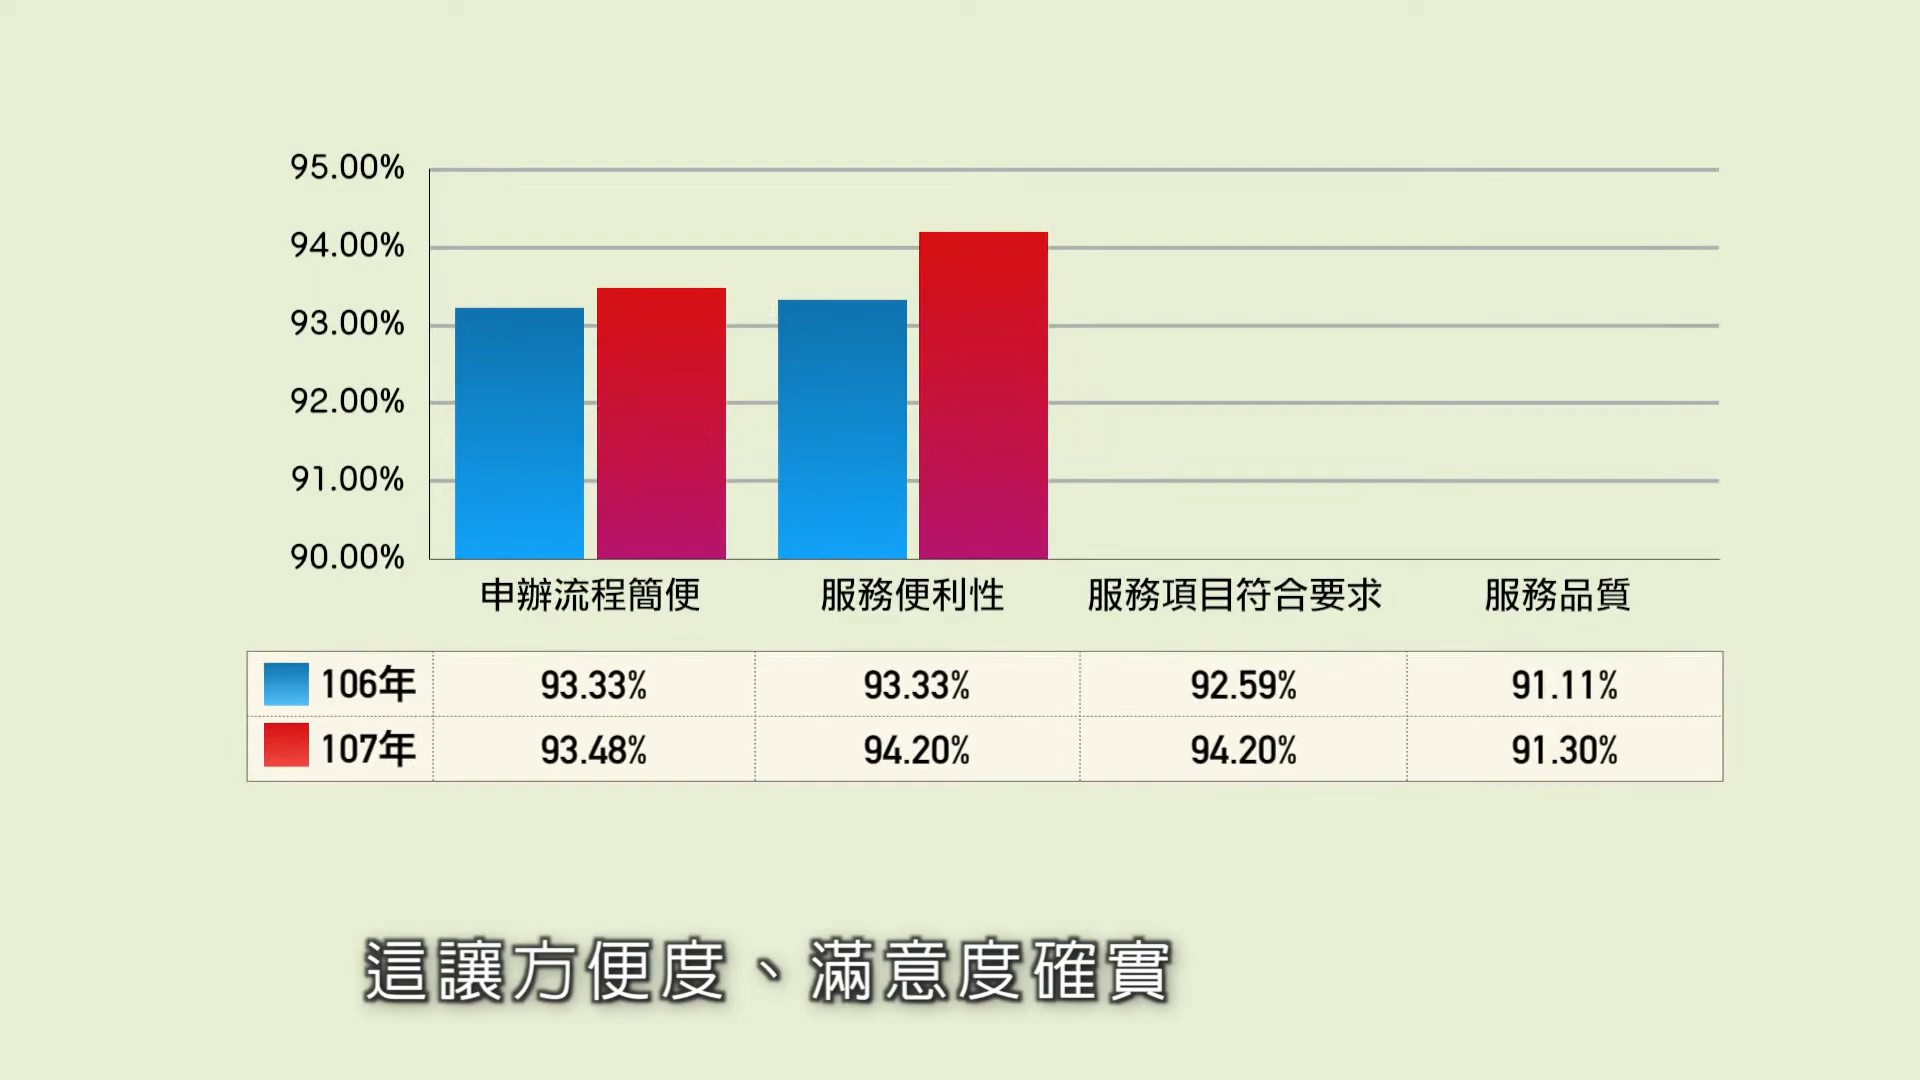 95.00%
94.00%
93.00%
92.00%
91.00%
90.00%
申辦流程簡便 服務便利性 服務項目符合要求 服務品質
106年 93.33% 93.33% 92.59% 91.11%
107年 93.48% 94.20% 94.20% 91.30%
這讓方便度、滿意度確實